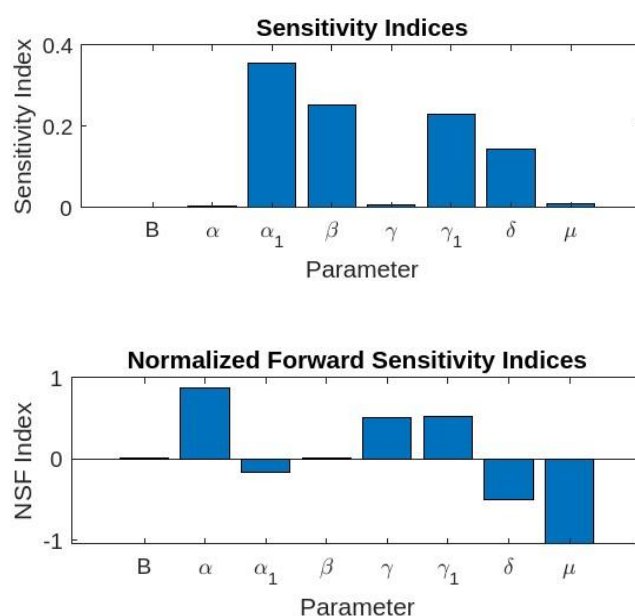 Sensitivity Indices
Sensitivity Index
0.4
0.2
0
B α α₁ β γ γ₁ δ μ
Parameter
Normalized Forward Sensitivity Indices
NSF Index
1
0
-1
B α α₁ β γ γ₁ δ μ
Parameter